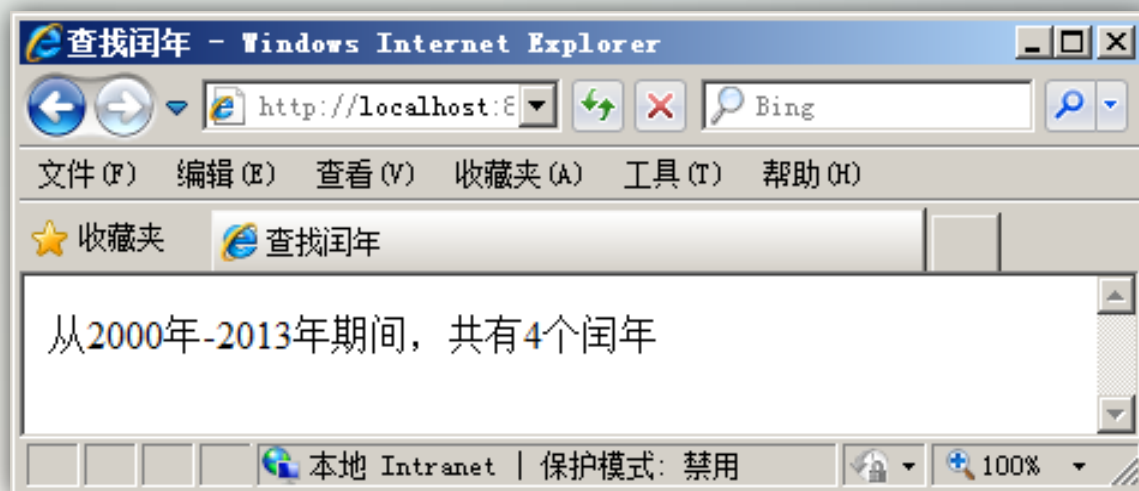 查找闰年 - Windows Internet Explorer
http://localhost:8
Bing
文件(F) 编辑(E) 查看(V) 收藏夹(A) 工具(T) 帮助(H)
收藏夹 查找闰年
从2000年-2013年期间，共有4个闰年
本地 Intranet | 保护模式: 禁用 100%